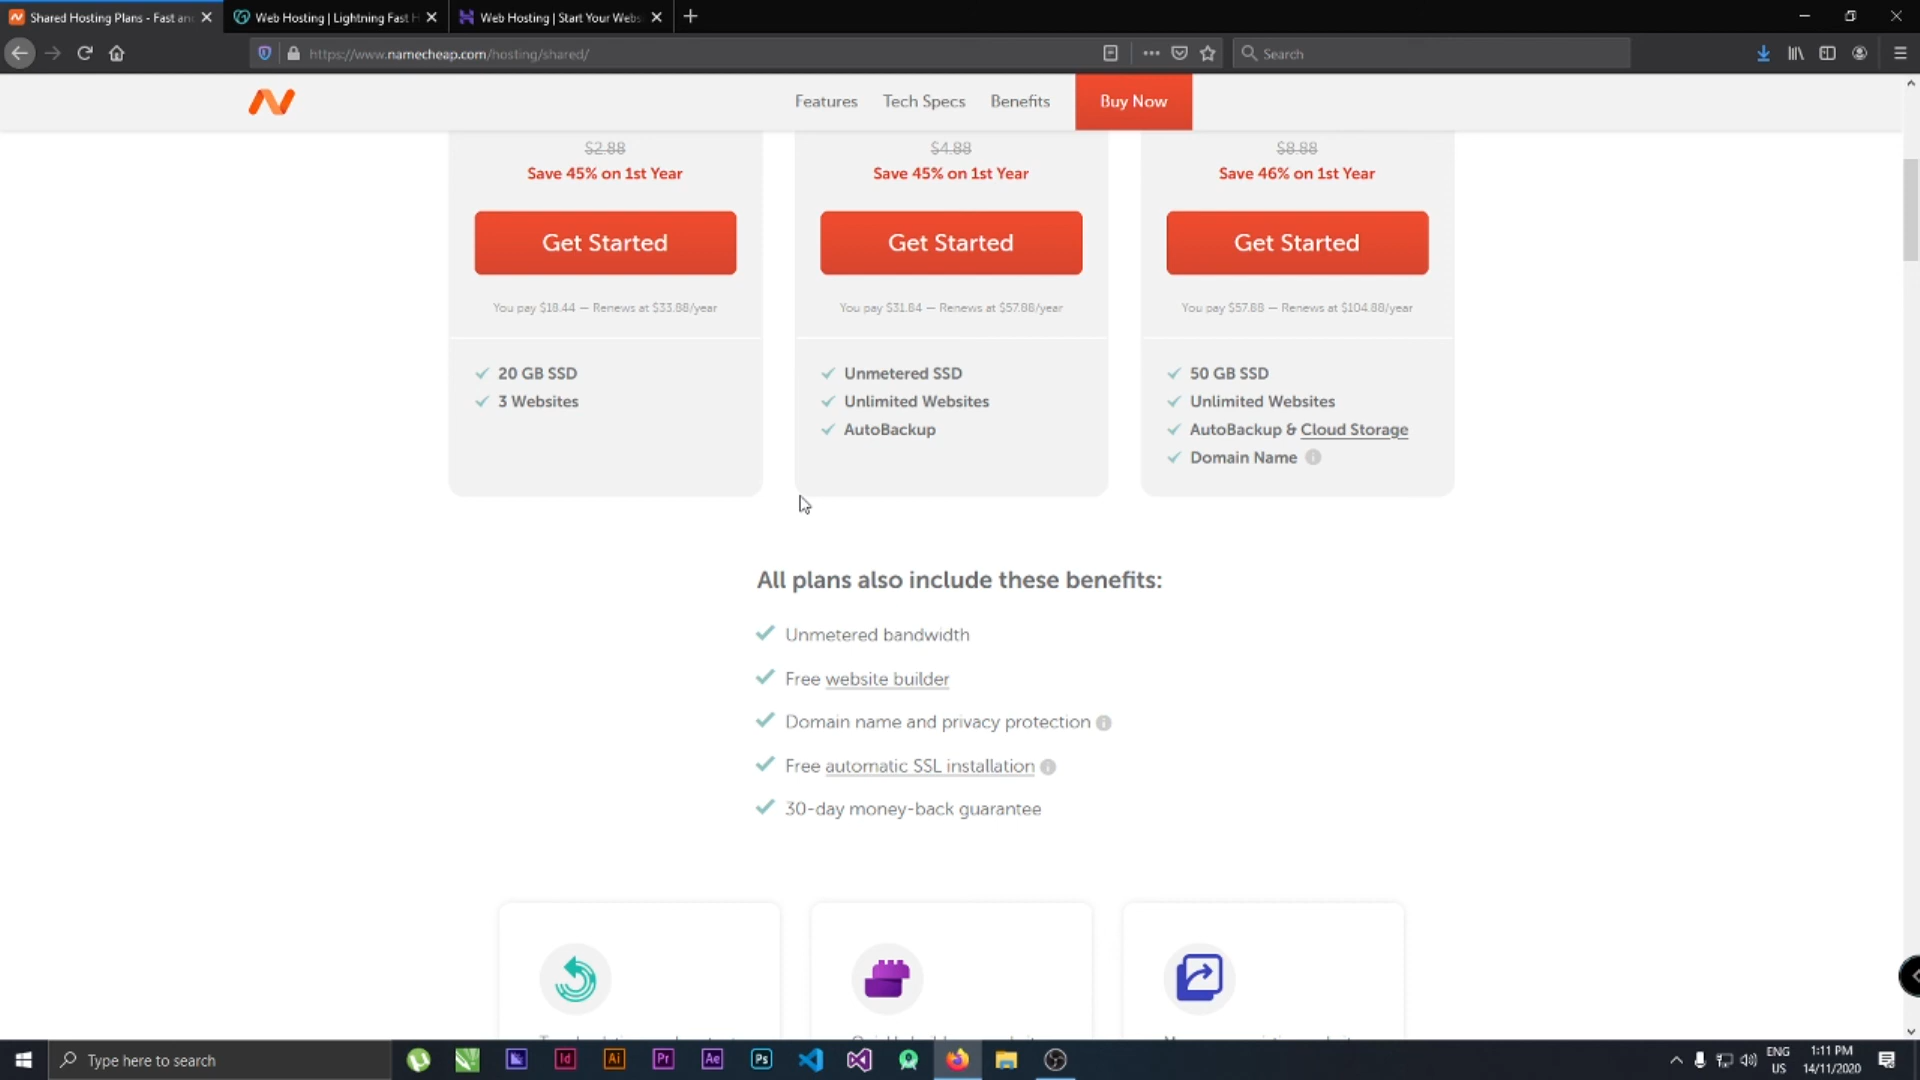 Shared Hosting Plans - Fast an
Web Hosting | Lightning Fast H
Web Hosting | Start Your Webs
https://www.namecheap.com/hosting/shared/
Search
Features
Tech Specs
Benefits
Buy Now
$2.88
Save 45% on 1st Year
Get Started
You pay $18.44 — Renews at $33.88/year
20 GB SSD
3 Websites
$4.88
Save 45% on 1st Year
Get Started
You pay $31.84 — Renews at $57.88/year
Unmetered SSD
Unlimited Websites
AutoBackup
$8.88
Save 46% on 1st Year
Get Started
You pay $57.88 — Renews at $104.88/year
50 GB SSD
Unlimited Websites
AutoBackup & Cloud Storage
Domain Name
All plans also include these benefits:
Unmetered bandwidth
Free website builder
Domain name and privacy protection
Free automatic SSL installation
30-day money-back guarantee
Type here to search
Id
Ai
Pr
Ae
Ps
ENG
US
1:11 PM
14/11/2020